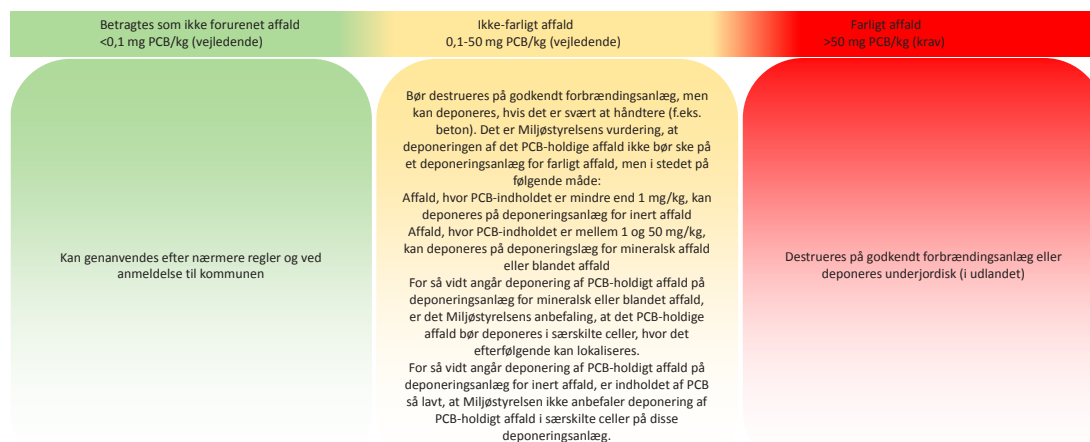 Betragtes som ikke forurenet affald
<0,1 mg PCB/kg (vejledende)
Ikke-farligt affald
0,1-50 mg PCB/kg (vejledende)
Farligt affald
>50 mg PCB/kg (krav)
Kan genanvendes efter nærmere regler og ved
anmeldelse til kommunen
Bør destrueres på godkendt forbrændingsanlæg, men
kan deponeres, hvis det er svært at håndtere (f.eks.
beton). Det er Miljøstyrelsens vurdering, at
deponeringen af det PCB-holdige affald ikke bør ske på
et deponeringsanlæg for farligt affald, men i stedet på
følgende måde:
Affald, hvor PCB-indholdet er mindre end 1 mg/kg, kan
deponeres på deponeringsanlæg for inert affald
Affald, hvor PCB-indholdet er mellem 1 og 50 mg/kg,
kan deponeres på deponeringslæg for mineralsk affald
eller blandet affald
For så vidt angår deponering af PCB-holdigt affald på
deponeringsanlæg for mineralsk eller blandet affald,
er det Miljøstyrelsens anbefaling, at det PCB-holdige
affald bør deponeres i særskilte celler, hvor det
efterfølgende kan lokaliseres.
For så vidt angår deponering af PCB-holdigt affald på
deponeringsanlæg for inert affald, er indholdet af PCB
så lavt, at Miljøstyrelsen ikke anbefaler deponering af
PCB-holdigt affald i særskilte celler på disse
deponeringsanlæg.
Destrueres på godkendt forbrændingsanlæg eller
deponeres underjordisk (i udlandet)